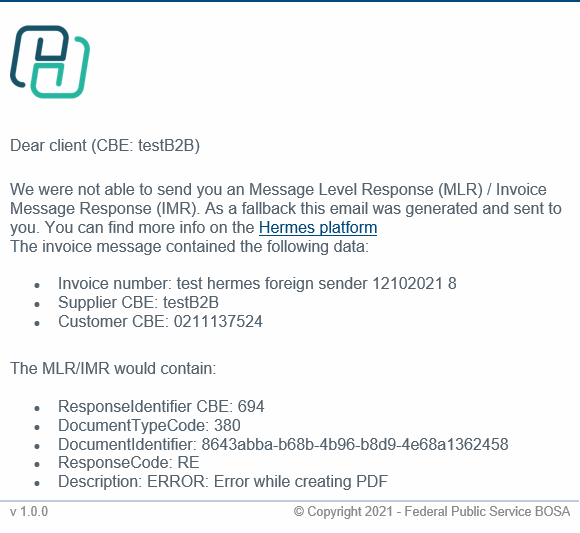 Dear client (CBE: testB2B)
We were not able to send you an Message Level Response (MLR) / Invoice
Message Response (IMR). As a fallback this email was generated and sent to
you. You can find more info on the Hermes platform
The invoice message contained the following data:
• Invoice number: test hermes foreign sender 12102021 8
• Supplier CBE: testB2B
• Customer CBE: 0211137524
The MLR/IMR would contain:
• ResponseIdentifier CBE: 694
• DocumentTypeCode: 380
• DocumentIdentifier: 8643abba-b68b-4b96-b8d9-4e68a1362458
• ResponseCode: RE
• Description: ERROR: Error while creating PDF
v 1.0.0 © Copyright 2021 - Federal Public Service BOSA